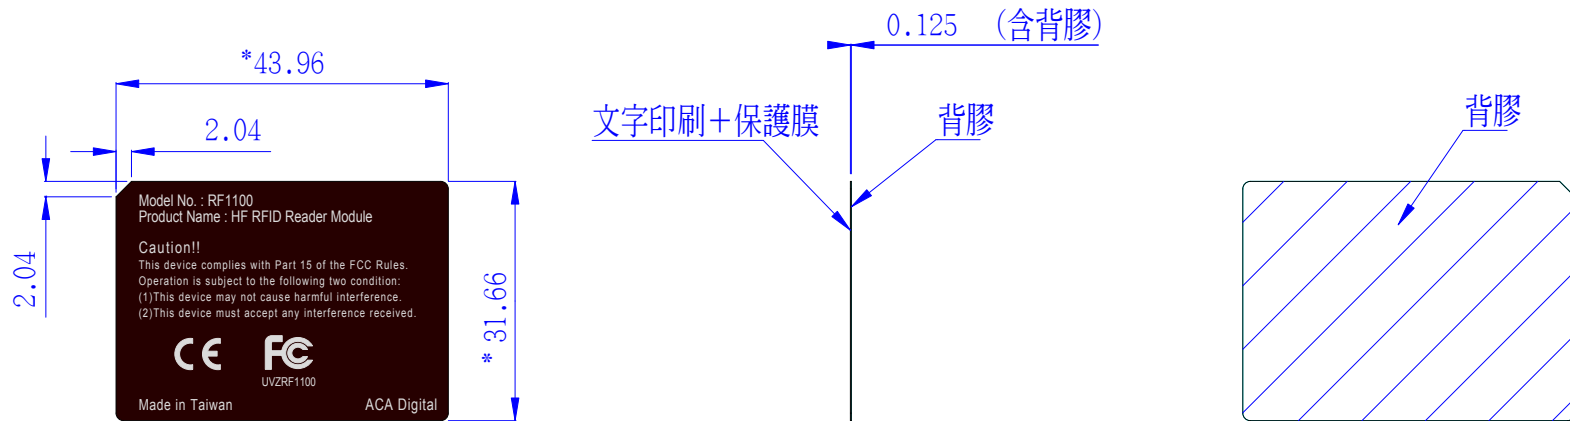 0.125 (含背膠)
*43.96
文字印刷+保護膜
背膠
背膠
2.04
2.04
Model No. : RF1100
Product Name : HF RFID Reader Module
Caution!!
This device complies with Part 15 of the FCC Rules.
Operation is subject to the following two condition:
(1)This device may not cause harmful interference.
(2)This device must accept any interference received.
* 31.66
CE
FC
UVZRF1100
Made in Taiwan
ACA Digital